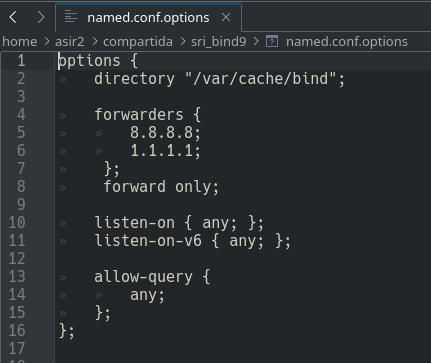 named.conf.options
home > asir2 > compartida > sri_bind9 > named.conf.options
1 options {
2 » directory "/var/cache/bind";
3
4 » forwarders {
5 » » 8.8.8.8;
6 » » 1.1.1.1;
7 » };
8 » forward only;
9
10 » listen-on { any; };
11 » listen-on-v6 { any; };
12
13 » allow-query {
14 » » any;
15 » };
16 };
17